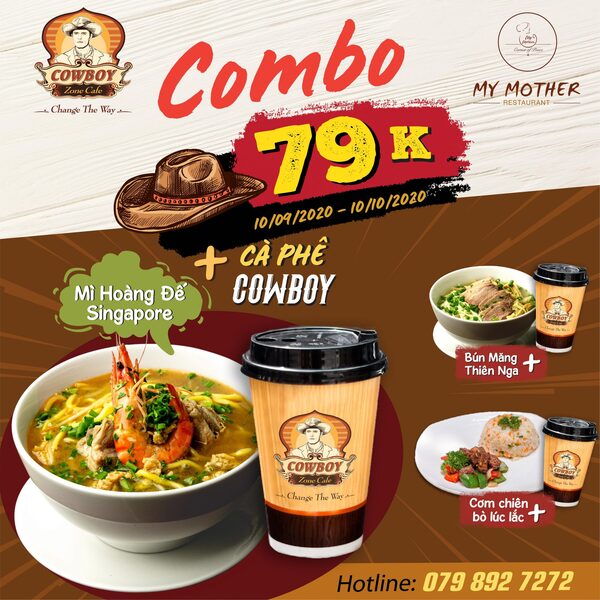 COWBOY
Zone Cafe
Change The Way
Combo
MY MOTHER
RESTAURANT
79 K
10/09/2020 – 10/10/2020
+ CÀ PHÊ
COWBOY
Mì Hoàng Đế
Singapore
COWBOY
Zone Cafe
Change The Way
Bún Măng
Thiên Nga +
Cơm chiên
bò lúc lắc +
Hotline: 079 892 7272